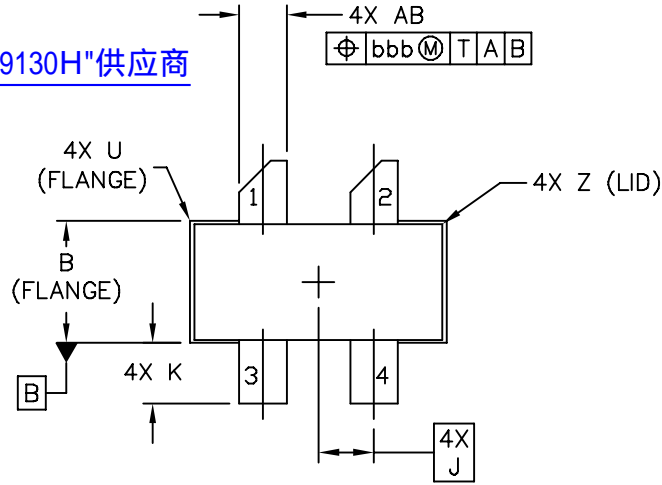 4X AB
⌖ bbb Ⓜ T A B
9130H"供应商
4X U
(FLANGE)
4X Z (LID)
1
2
B
(FLANGE)
4X K
3
4
B
4X
J